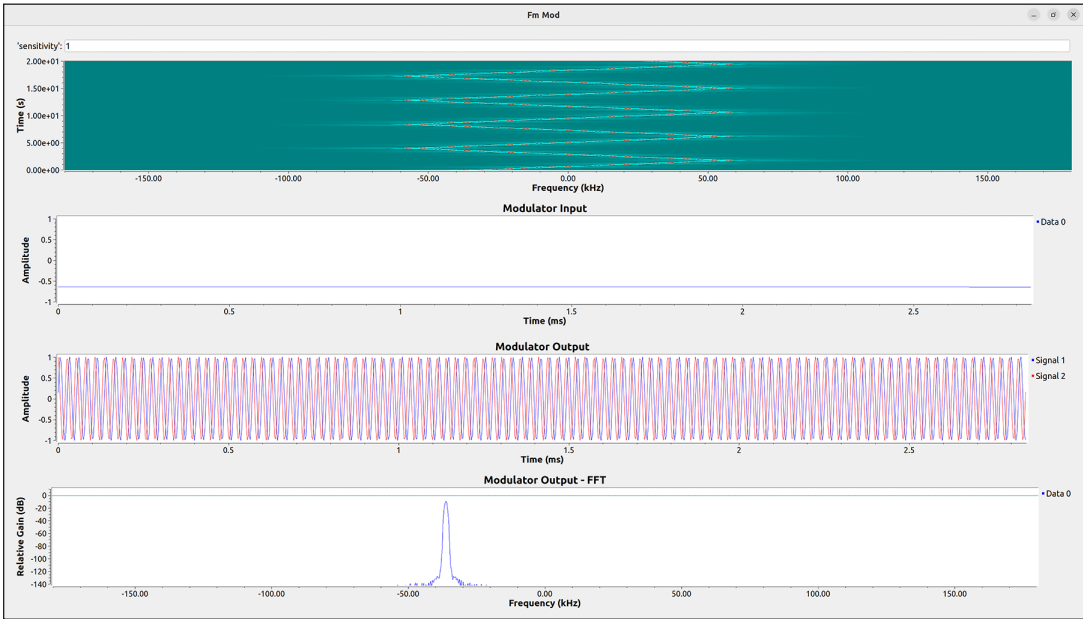 Fm Mod
'sensitivity': 1
2.00e+01
1.50e+01
1.00e+01
5.00e+00
0.00e+00
Time (s)
-150.00 -100.00 -50.00 0.00 50.00 100.00 150.00
Frequency (kHz)
Modulator Input
1
0.5
0
-0.5
-1
Amplitude
Data 0
0 0.5 1 1.5 2 2.5
Time (ms)
Modulator Output
1
0.5
0
-0.5
-1
Amplitude
Signal 1
Signal 2
0 0.5 1 1.5 2 2.5
Time (ms)
Modulator Output - FFT
0
-20
-40
-60
-80
-100
-120
-140
Relative Gain (dB)
Data 0
-150.00 -100.00 -50.00 0.00 50.00 100.00 150.00
Frequency (kHz)